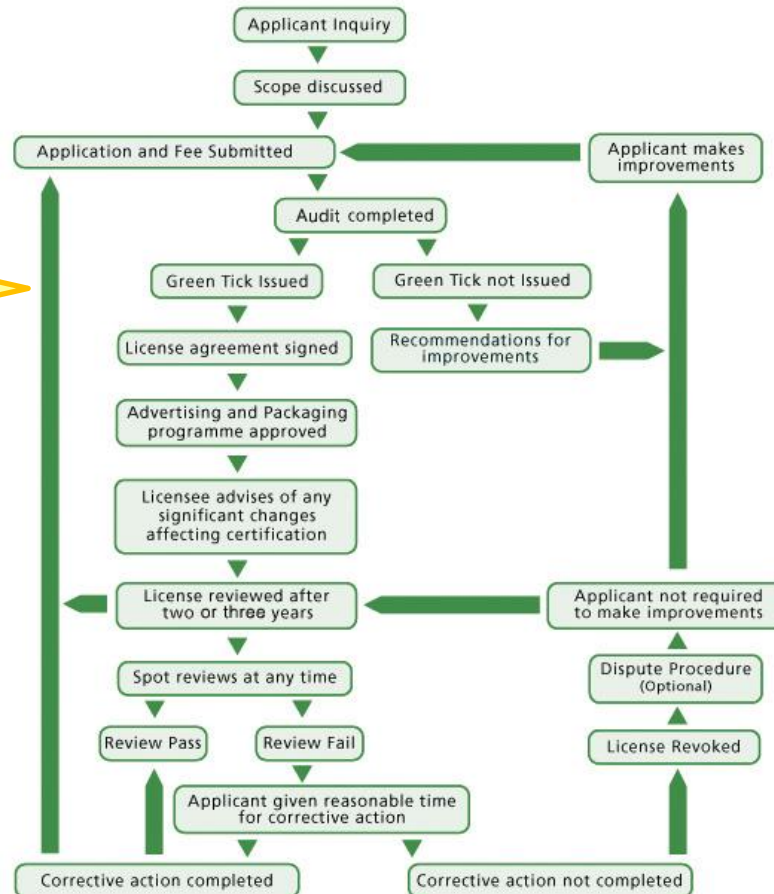 Applicant Inquiry
Scope discussed
Application and Fee Submitted
Applicant makes
improvements
Audit completed
Green Tick Issued
Green Tick not Issued
License agreement signed
Recommendations for
improvements
Advertising and Packaging
programme approved
Licensee advises of any
significant changes
affecting certification
License reviewed after
two or three years
Applicant not required
to make improvements
Spot reviews at any time
Dispute Procedure
(Optional)
Review Pass
Review Fail
License Revoked
Applicant given reasonable time
for corrective action
Corrective action completed
Corrective action not completed